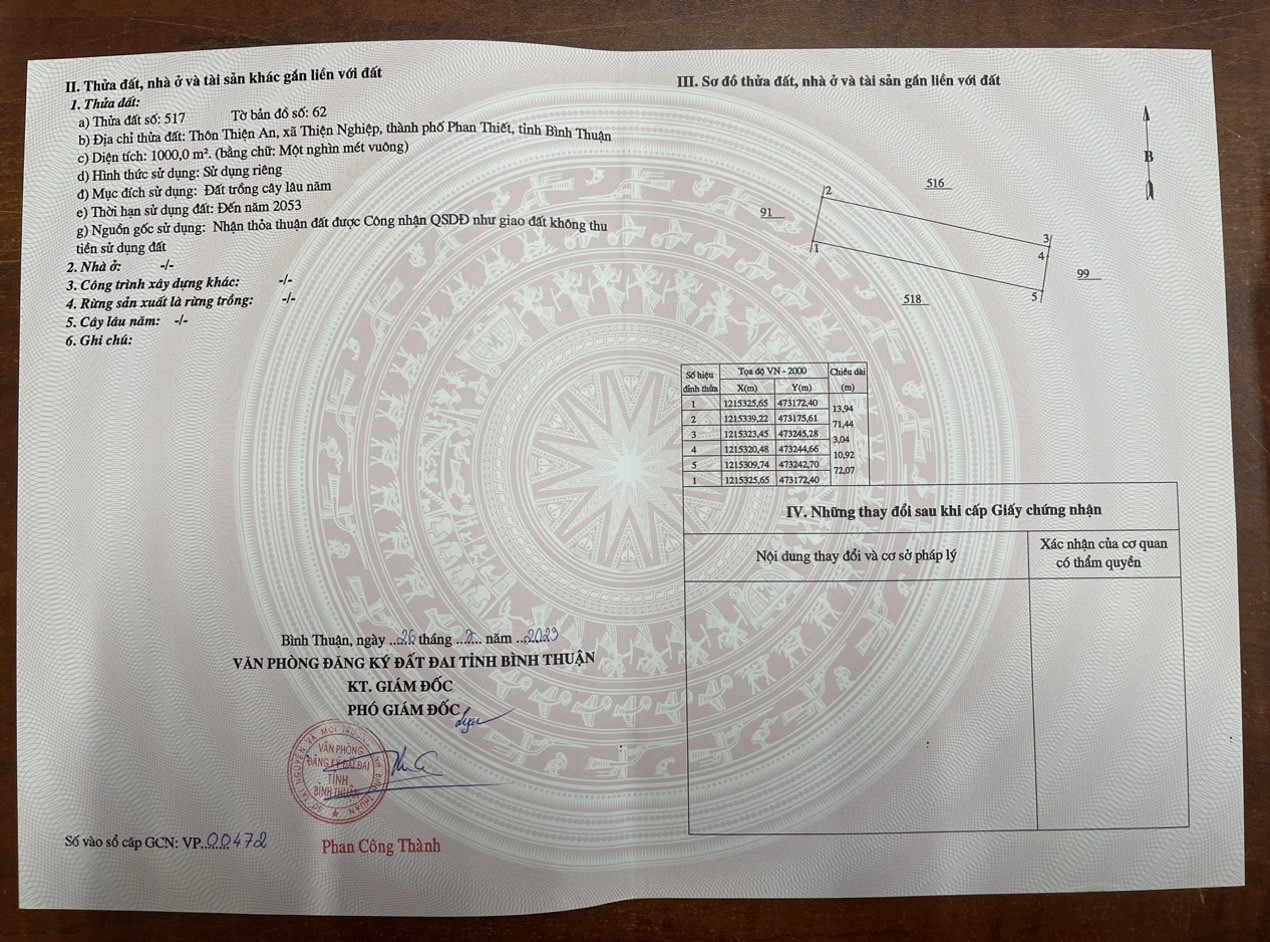 II. Thửa đất, nhà ở và tài sản khác gắn liền với đất
1. Thửa đất:
a) Thửa đất số: 517 Tờ bản đồ số: 62
b) Địa chỉ thửa đất: Thôn Thiện An, xã Thiện Nghiệp, thành phố Phan Thiết, tỉnh Bình Thuận
c) Diện tích: 1000,0 m². (bằng chữ: Một nghìn mét vuông)
d) Hình thức sử dụng: Sử dụng riêng
đ) Mục đích sử dụng: Đất trồng cây lâu năm
e) Thời hạn sử dụng đất: Đến năm 2053
g) Nguồn gốc sử dụng: Nhận thỏa thuận đất được Công nhận QSDĐ như giao đất không thu
tiền sử dụng đất
2. Nhà ở: -/-
3. Công trình xây dựng khác: -/-
4. Rừng sản xuất là rừng trồng: -/-
5. Cây lâu năm: -/-
6. Ghi chú:
Bình Thuận, ngày ...26 tháng ...7... năm ...2023
VĂN PHÒNG ĐĂNG KÝ ĐẤT ĐAI TỈNH BÌNH THUẬN
KT. GIÁM ĐỐC
PHÓ GIÁM ĐỐC
VĂN PHÒNG
ĐĂNG KÝ ĐẤT ĐAI
TỈNH
BÌNH THUẬN
Phan Công Thành
Số vào sổ cấp GCN: VP.00472
III. Sơ đồ thửa đất, nhà ở và tài sản gắn liền với đất
B
516
91
2
1
3
4
5
99
518
Số hiệu đỉnh thửa Tọa độ VN - 2000 Chiều dài (m)
X(m) Y(m)
1 1215325,65 473172,40
13,94
2 1215339,22 473175,61
71,44
3 1215323,45 473245,28
3,04
4 1215320,48 473244,66
10,92
5 1215309,74 473242,70
72,07
1 1215325,65 473172,40
IV. Những thay đổi sau khi cấp Giấy chứng nhận
Nội dung thay đổi và cơ sở pháp lý
Xác nhận của cơ quan
có thẩm quyền